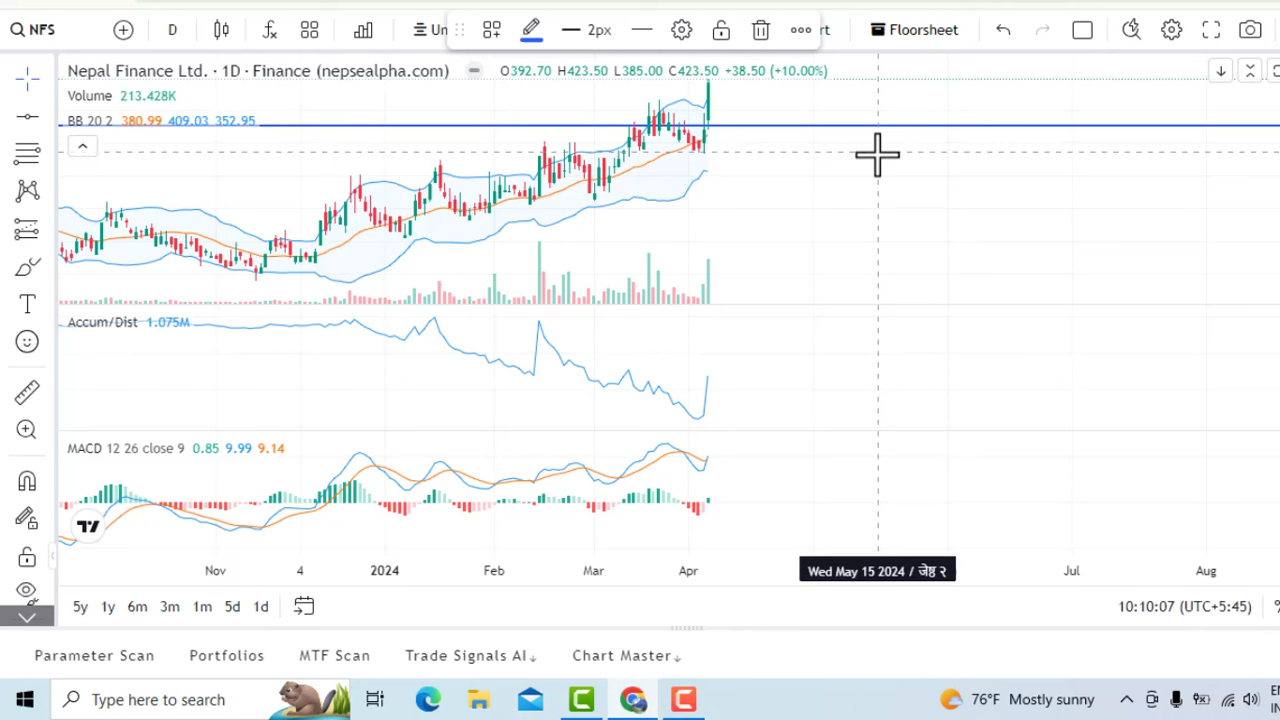 NFS
D
Un
2px
rt
Floorsheet
Nepal Finance Ltd. · 1D · Finance (nepsealpha.com)
O392.70 H423.50 L385.00 C423.50 +38.50 (+10.00%)
Volume 213.428K
BB 20 2 380.99 409.03 352.95
Accum/Dist 1.075M
MACD 12 26 close 9 0.85 9.99 9.14
Nov 4 2024 Feb Mar Apr Wed May 15 2024 / जेष्ठ २ Jul Aug
5y 1y 6m 3m 1m 5d 1d
10:10:07 (UTC+5:45) %
Parameter Scan Portfolios MTF Scan Trade Signals AI↓ Chart Master↓
Type here to search
76°F Mostly sunny
IN